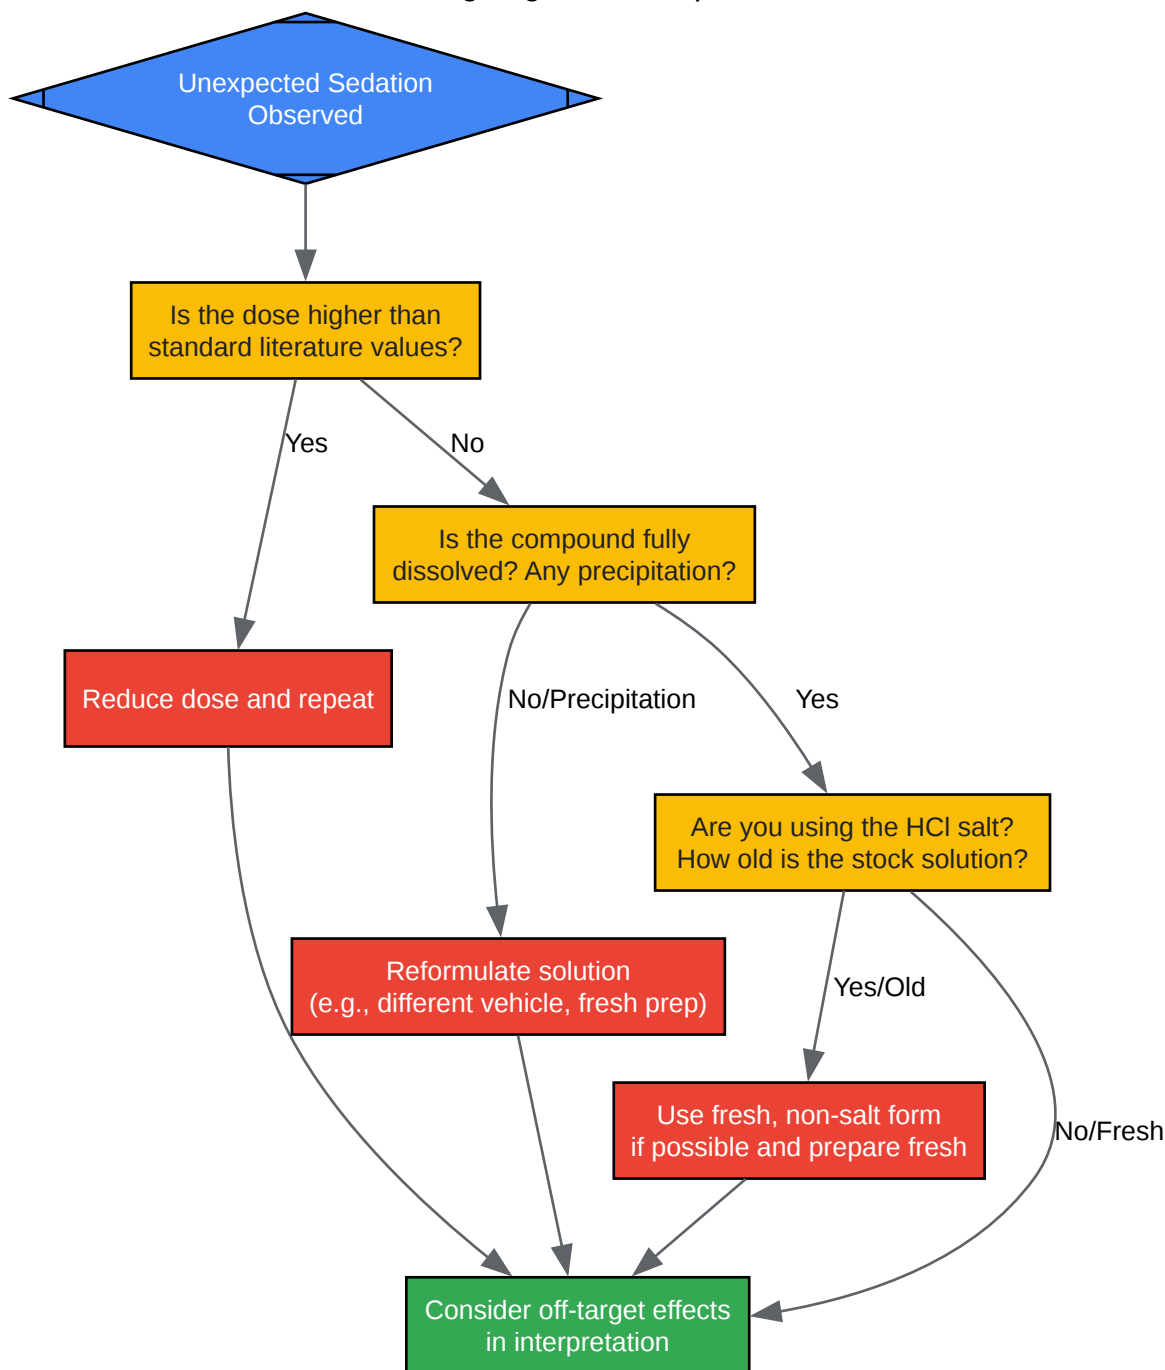 Unexpected Sedation
Observed
Is the dose higher than
standard literature values?
Yes
No
Is the compound fully
dissolved? Any precipitation?
Reduce dose and repeat
No/Precipitation
Yes
Are you using the HCl salt?
How old is the stock solution?
Reformulate solution
(e.g., different vehicle, fresh prep)
Yes/Old
Use fresh, non-salt form
if possible and prepare fresh
No/Fresh
Consider off-target effects
in interpretation